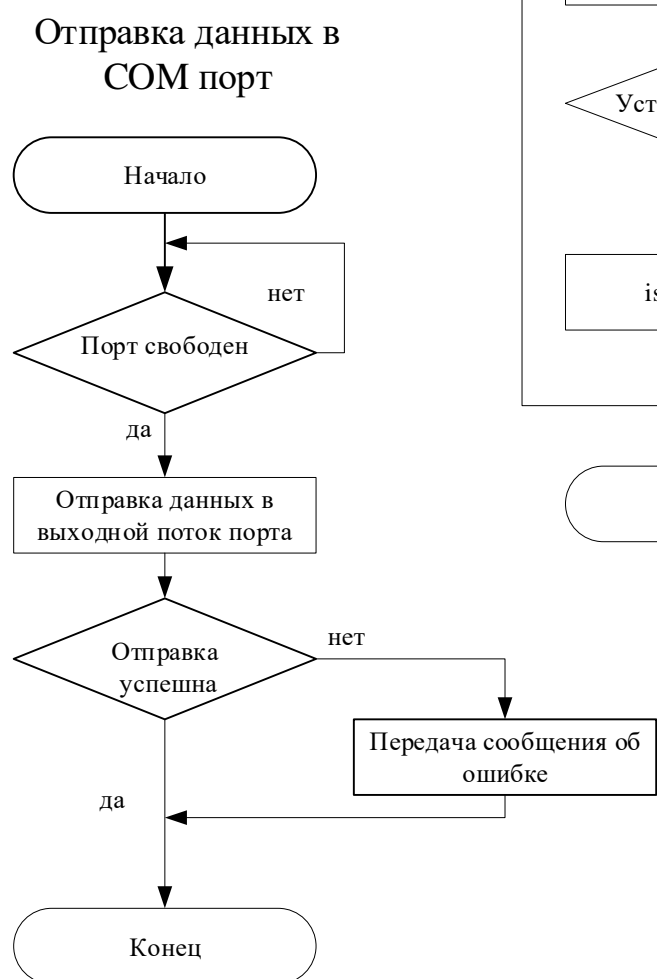 Отправка данных в
COM порт
Начало
нет
Порт свободен
да
Отправка данных в
выходной поток порта
Отправка
успешна
нет
Передача сообщения об
ошибке
да
Конец